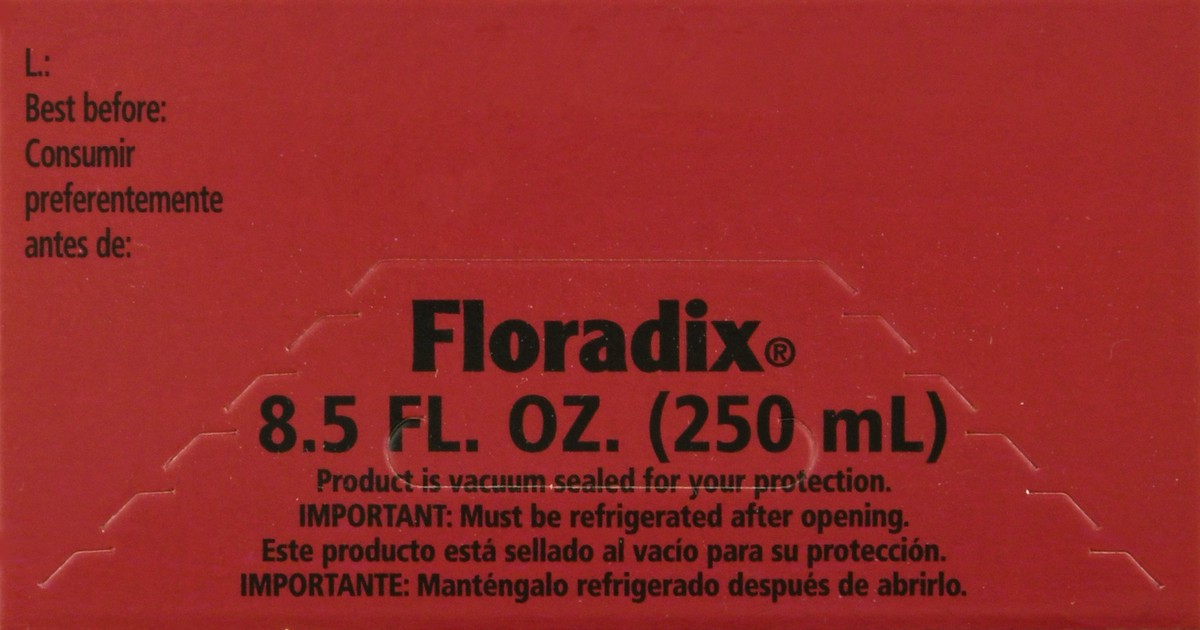 L.:
Best before:
Consumir
preferentemente
antes de:
Floradix®
8.5 FL. OZ. (250 mL)
Product is vacuum sealed for your protection.
IMPORTANT: Must be refrigerated after opening.
Este producto está sellado al vacío para su protección.
IMPORTANTE: Manténgalo refrigerado después de abrirlo.